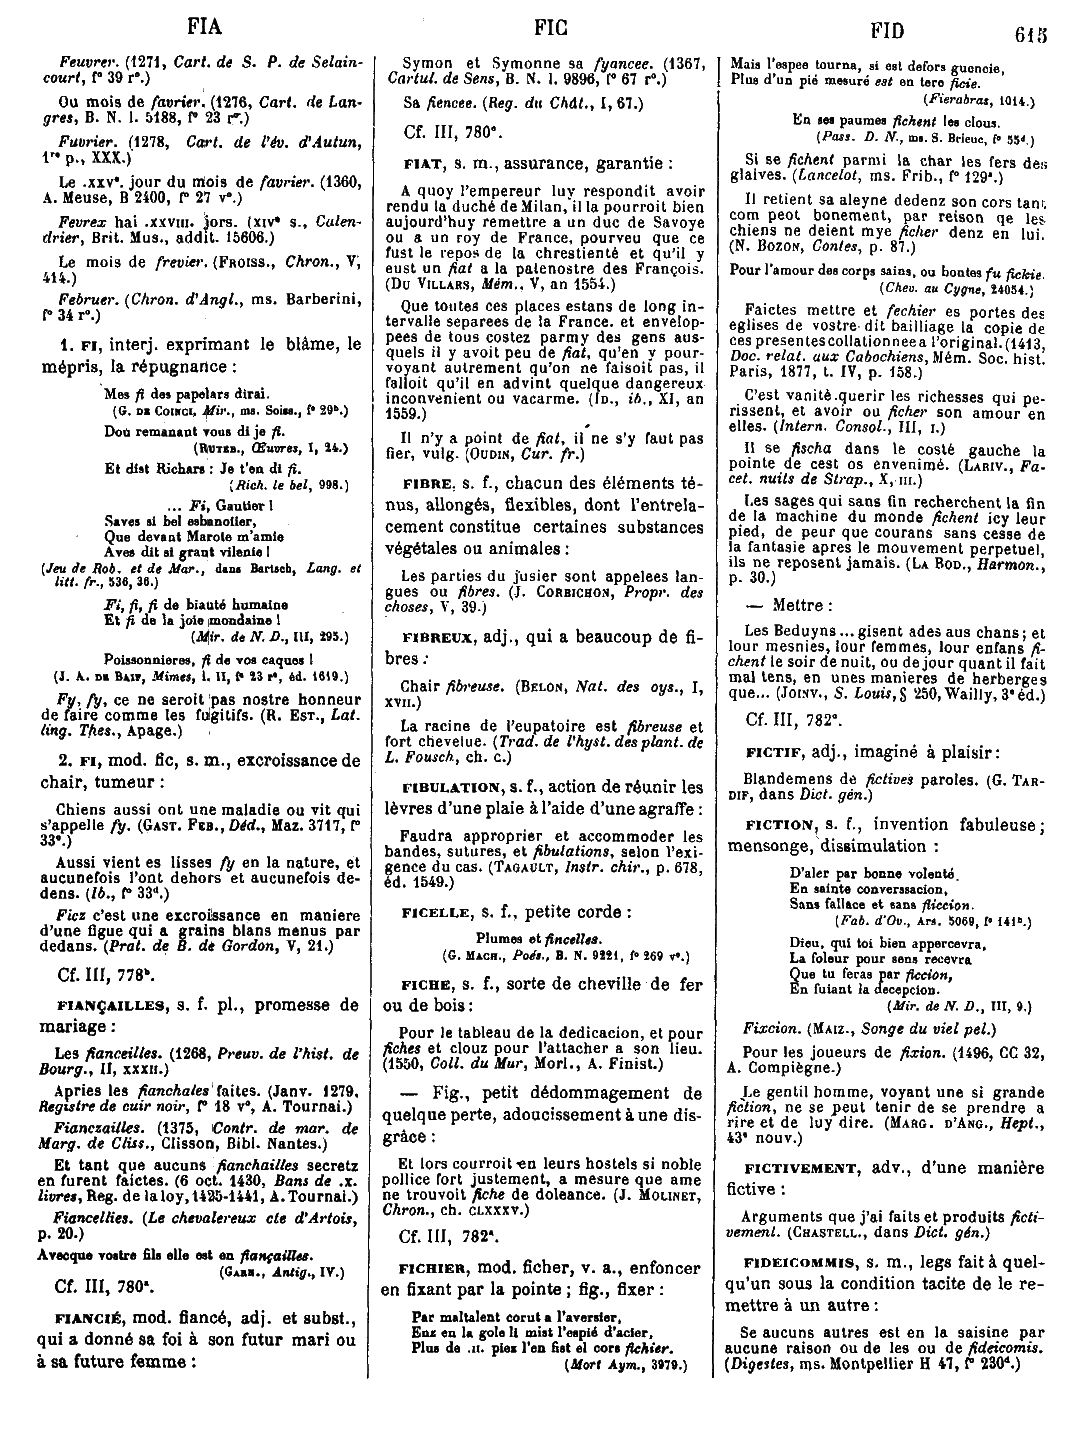 FIA
FIC
FID
615
Feuvrer. (1271, Cart. de S. P. de Selain-
court, f° 39 r°.)
Ou mois de favrier. (1276, Cart. de Lan-
gres, B. N. l. 5188, f° 23 r°.)
Fuvrier. (1278, Cart. de l'év. d'Autun,
1re p., XXX.)
Le .xxve. jour du mois de favrier. (1360,
A. Meuse, B 2400, f° 27 v°.)
Fevrex hai .XXVIII. jors. (XIVe s., Calen-
drier, Brit. Mus., addit. 15606.)
Le mois de frevier. (FROISS., Chron., V,
414.)
Februer. (Chron. d'Angl., ms. Barberini,
f° 34 r°.)
1. FI, interj. exprimant le blâme, le
mépris, la répugnance :
Mes fi des papelars dirai.
(G. DE COINCI, Mir., ms. Soiss., f° 29b.)
Dou remanant vous di je fi.
(RUTEB., Œuvres, I, 24.)
Et dist Richars : Je t'en di fi.
(Rich. le bel, 998.)
... Fi, Gautier !
Saves si bel esbanoiier,
Que devant Marote m'amie
Aves dit si grant vilenie !
(Jeu de Rob. et de Mar., dans Bartsch, Lang. et
litt. fr., 536, 36.)
Fi, fi, fi de biauté humaine
Et fi de la joie mondaine !
(Mir. de N. D., III, 295.)
Poissonnieres, fi de vos caques !
(J. A. DE BAIF, Mimes, l. II, f° 23 r°, éd. 1619.)
Fy, fy, ce ne seroit pas nostre honneur
de faire comme les fugitifs. (R. EST., Lat.
ling. Thes., Apage.)
2. FI, mod. fic, s. m., excroissance de
chair, tumeur :
Chiens aussi ont une maladie ou vit qui
s'appelle fy. (GAST. FEB., Déd., Maz. 3717, f°
33e.)
Aussi vient es lisses fy en la nature, et
aucunefois l'ont dehors et aucunefois de-
dens. (Ib., f° 33d.)
Ficz c'est une excroissance en maniere
d'une figue qui a grains blans menus par
dedans. (Prat. de B. de Gordon, V, 21.)
Cf. III, 778b.
FIANÇAILLES, s. f. pl., promesse de
mariage :
Les fianceilles. (1268, Preuv. de l'hist. de
Bourg., II, XXXII.)
Apries les fianchales faites. (Janv. 1279,
Registre de cuir noir, f° 18 v°, A. Tournai.)
Fianczailles. (1375, Contr. de mar. de
Marg. de Cliss., Clisson, Bibl. Nantes.)
Et tant que aucuns fianchailles secretz
en furent faictes. (6 oct. 1430, Bans de .x.
livres, Reg. de la loy, 1425-1441, A. Tournai.)
Fiancellies. (Le chevalereux cte d'Artois,
p. 20.)
Avecque vostre fils elle est en fiançailles.
(GARN., Antig., IV.)
Cf. III, 780a.
FIANCIÉ, mod. fiancé, adj. et subst.,
qui a donné sa foi à son futur mari ou
à sa future femme :
Symon et Symonne sa fyancee. (1367,
Cartul. de Sens, B. N. l. 9896, f° 67 r°.)
Sa fiencee. (Reg. du Chât., I, 67.)
Cf. III, 780c.
FIAT, s. m., assurance, garantie :
A quoy l'empereur luy respondit avoir
rendu la duché de Milan, il la pourroit bien
aujourd'huy remettre a un duc de Savoye
ou a un roy de France, pourveu que ce
fust le repos de la chrestienté et qu'il y
eust un fiat a la patenostre des François.
(DU VILLARS, Mém., V, an 1554.)
Que toutes ces places estans de long in-
tervalle separees de la France. et envelop-
pees de tous costez parmy des gens aus-
quels il y avoit peu de fiat, qu'en y pour-
voyant autrement qu'on ne faisoit pas, il
falloit qu'il en advint quelque dangereux
inconvenient ou vacarme. (ID., ib., XI, an
1559.)
Il n'y a point de fiat, il ne s'y faut pas
fier, vulg. (OUDIN, Cur. fr.)
FIBRE, s. f., chacun des éléments té-
nus, allongés, flexibles, dont l'entrela-
cement constitue certaines substances
végétales ou animales :
Les parties du jusier sont appelees lan-
gues ou fibres. (J. CORBICHON, Propr. des
choses, V, 39.)
FIBREUX, adj., qui a beaucoup de fi-
bres :
Chair fibreuse. (BELON, Nat. des oys., I,
XVII.)
La racine de l'eupatoire est fibreuse et
fort chevelue. (Trad. de l'hyst. des plant. de
L. Fousch, ch. C.)
FIBULATION, s. f., action de réunir les
lèvres d'une plaie à l'aide d'une agraffe :
Faudra approprier et accommoder les
bandes, sutures, et fibulations, selon l'exi-
gence du cas. (TAGAULT, Instr. chir., p. 678,
éd. 1549.)
FICELLE, s. f., petite corde :
Plumes et fincelles.
(G. MACH., Poés., B. N. 9221, f° 269 v°.)
FICHE, s. f., sorte de cheville de fer
ou de bois :
Pour le tableau de la dedicacion, et pour
fiches et clouz pour l'attacher a son lieu.
(1550, Coll. du Mur, Morl., A. Finist.)
— Fig., petit dédommagement de
quelque perte, adoucissement à une dis-
grâce :
Et lors courroit en leurs hostels si noble
pollice fort justement, a mesure que ame
ne trouvoit fiche de doleance. (J. MOLINET,
Chron., ch. CLXXXV.)
Cf. III, 782a.
FICHIER, mod. ficher, v. a., enfoncer
en fixant par la pointe ; fig., fixer :
Par maltalent corut a l'aversier,
Enz en la gole li mist l'espié d'acier,
Plus de .II. piez l'en fist el cors fichier.
(Mort Aym., 3979.)
Mais l'espee tourna, si est defors guencie,
Plus d'un pié mesuré est en tere ficie.
(Fierabras, 1014.)
En ses paumes fichent les clous.
(Pass. D. N., ms. S. Brieuc, f° 55d.)
Si se fichent parmi la char les fers des
glaives. (Lancelot, ms. Frib., f° 129a.)
Il retient sa aleyne dedenz son cors tant
com peot bonement, par reison qe les
chiens ne deient mye ficher denz en lui.
(N. BOZON, Contes, p. 87.)
Pour l'amour des corps sains, ou bontes fu fickie.
(Chev. au Cygne, 24054.)
Faictes mettre et fechier es portes des
eglises de vostre dit bailliage la copie de
ces presentes collationnee a l'original. (1413,
Doc. relat. aux Cabochiens, Mém. Soc. hist.
Paris, 1877, t. IV, p. 158.)
C'est vanité querir les richesses qui pe-
rissent, et avoir ou ficher son amour en
elles. (Intern. Consol., III, I.)
Il se fischa dans le costé gauche la
pointe de cest os envenimé. (LARIV., Fa-
cet. nuits de Strap., X, III.)
Les sages qui sans fin recherchent la fin
de la machine du monde fichent icy leur
pied, de peur que courans sans cesse de
la fantasie apres le mouvement perpetuel,
ils ne reposent jamais. (LA BOD., Harmon.,
p. 30.)
— Mettre :
Les Beduyns ... gisent ades aus chans ; et
lour mesnies, lour femmes, lour enfans fi-
chent le soir de nuit, ou de jour quant il fait
mal tens, en unes manieres de herberges
que... (JOINV., S. Louis, § 250, Wailly, 3e éd.)
Cf. III, 782a.
FICTIF, adj., imaginé à plaisir :
Blandemens de fictives paroles. (G. TAR-
DIF, dans Dict. gén.)
FICTION, s. f., invention fabuleuse ;
mensonge, dissimulation :
D'aler par bonne volenté
En sainte conversacion,
Sans fallace et sans fliccion.
(Fab. d'Ov., Ars. 5069, f° 141b.)
Dieu, qui toi bien appercevra,
La foleur pour sens recevra
Que tu feras par ficcion,
En fuiant la decepcion.
(Mir. de N. D., III, 9.)
Fixcion. (MAIZ., Songe du viel pel.)
Pour les joueurs de fixion. (1496, CC 32,
A. Compiègne.)
Le gentil homme, voyant une si grande
fiction, ne se peut tenir de se prendre a
rire et de luy dire. (MARG. D'ANG., Hept.,
43e nouv.)
FICTIVEMENT, adv., d'une manière
fictive :
Arguments que j'ai faits et produits ficti-
vement. (CHASTELL., dans Dict. gén.)
FIDEICOMMIS, s. m., legs fait à quel-
qu'un sous la condition tacite de le re-
mettre à un autre :
Se aucuns autres est en la saisine par
aucune raison ou de les ou de fideicomis.
(Digestes, ms. Montpellier H 47, f° 230d.)